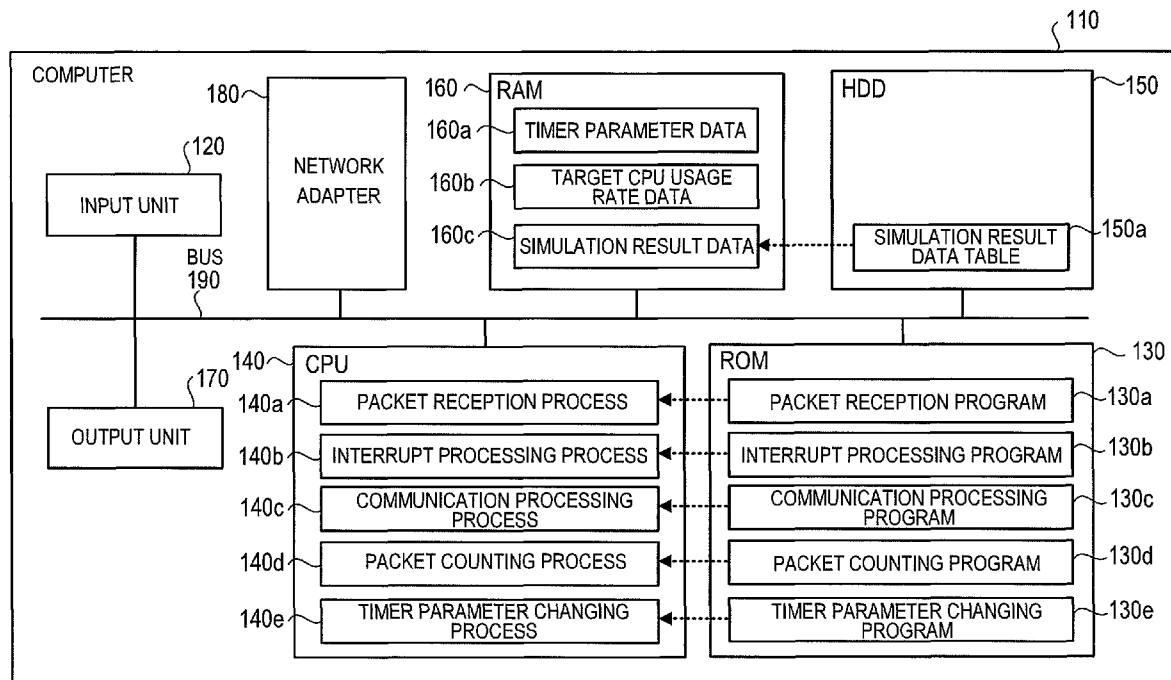 110
COMPUTER
180
NETWORK
ADAPTER
160
RAM
160a
TIMER PARAMETER DATA
160b
TARGET CPU USAGE
RATE DATA
160c
SIMULATION RESULT DATA
HDD
150
150a
SIMULATION RESULT
DATA TABLE
120
INPUT UNIT
BUS
190
170
OUTPUT UNIT
140
CPU
140a
PACKET RECEPTION PROCESS
140b
INTERRUPT PROCESSING PROCESS
140c
COMMUNICATION PROCESSING
PROCESS
140d
PACKET COUNTING PROCESS
140e
TIMER PARAMETER CHANGING
PROCESS
ROM
130
PACKET RECEPTION PROGRAM
130a
INTERRUPT PROCESSING PROGRAM
130b
COMMUNICATION PROCESSING
PROGRAM
130c
PACKET COUNTING PROGRAM
130d
TIMER PARAMETER CHANGING
PROGRAM
130e